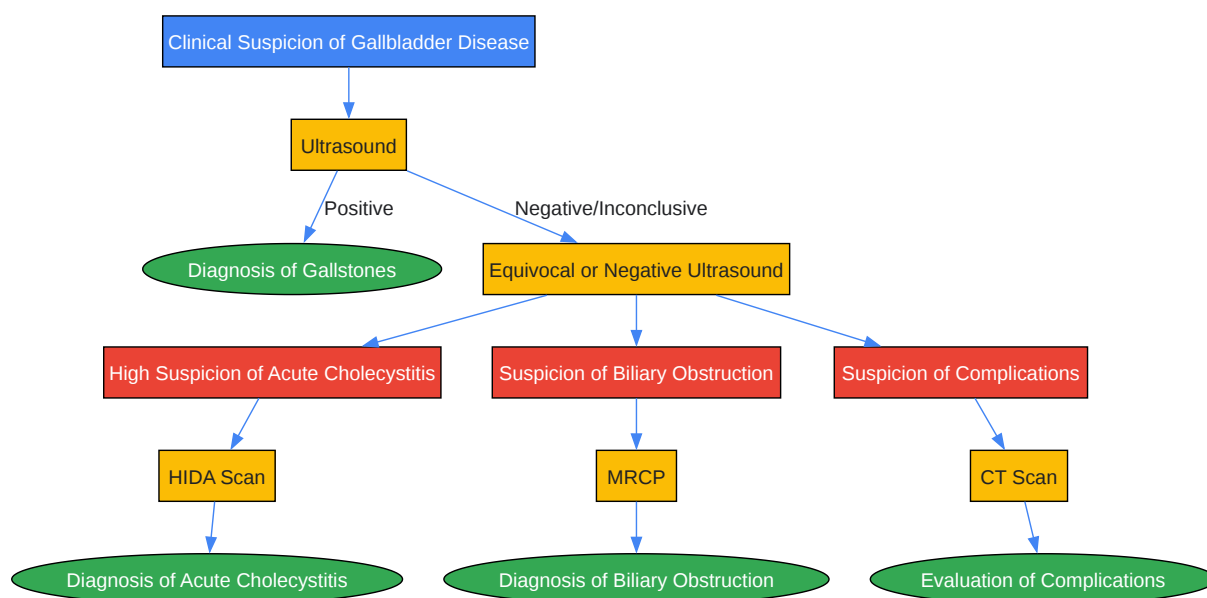 Clinical Suspicion of Gallbladder Disease
Ultrasound
Positive
Negative/Inconclusive
Diagnosis of Gallstones
Equivocal or Negative Ultrasound
High Suspicion of Acute Cholecystitis
Suspicion of Biliary Obstruction
Suspicion of Complications
HIDA Scan
MRCP
CT Scan
Diagnosis of Acute Cholecystitis
Diagnosis of Biliary Obstruction
Evaluation of Complications